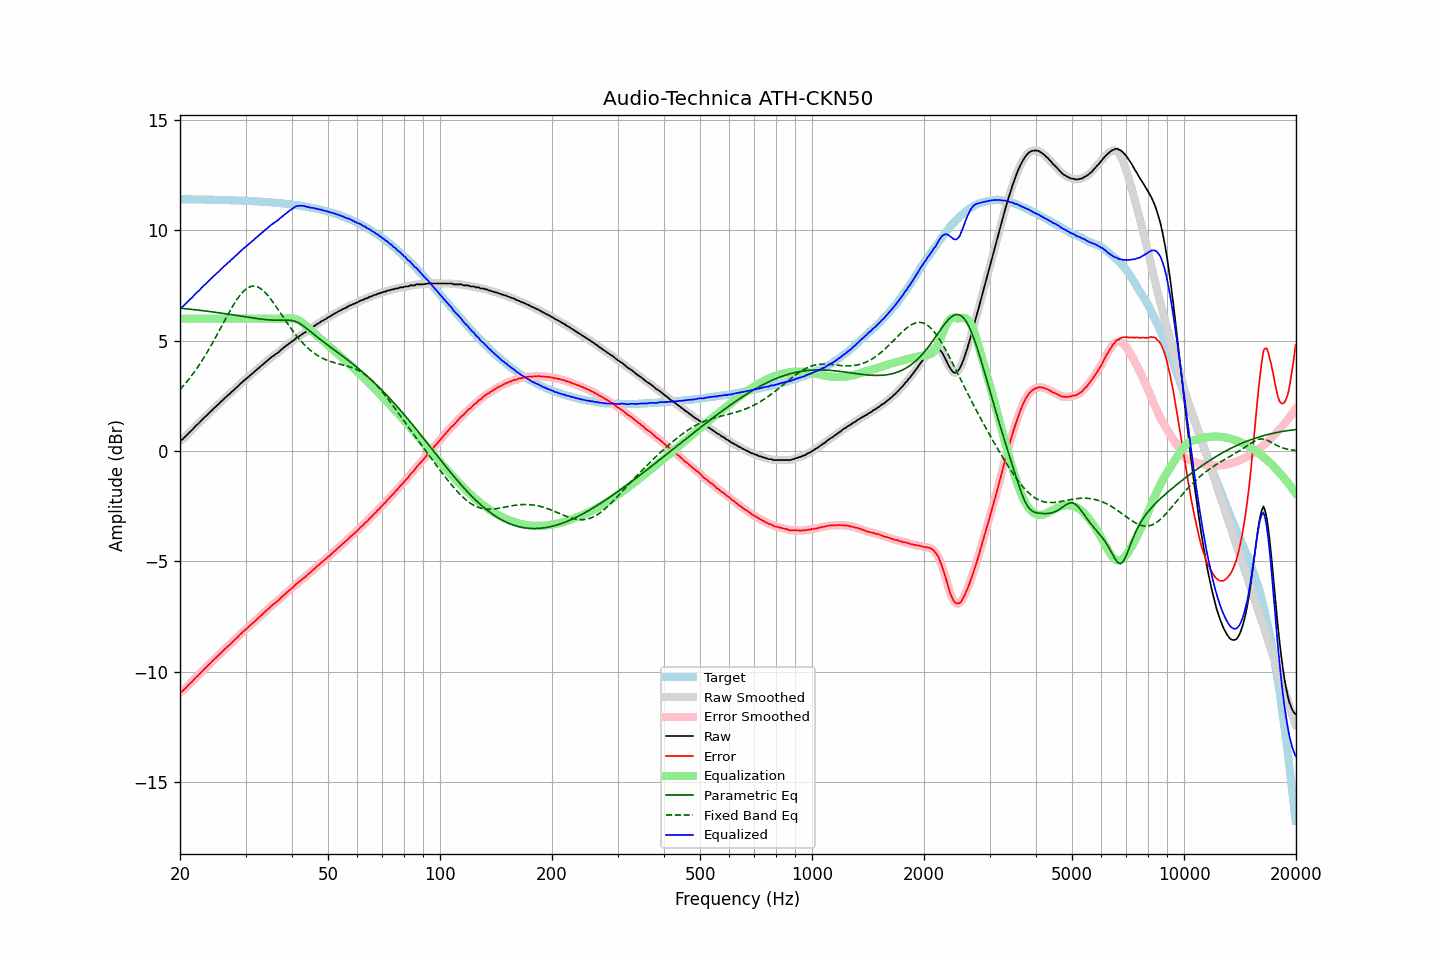 Audio-Technica ATH-CKN50
Amplitude (dBr)
15
10
5
0
−5
−10
−15
Target
Raw Smoothed
Error Smoothed
Raw
Error
Equalization
Parametric Eq
Fixed Band Eq
Equalized
20 50 100 200 500 1000 2000 5000 10000 20000
Frequency (Hz)